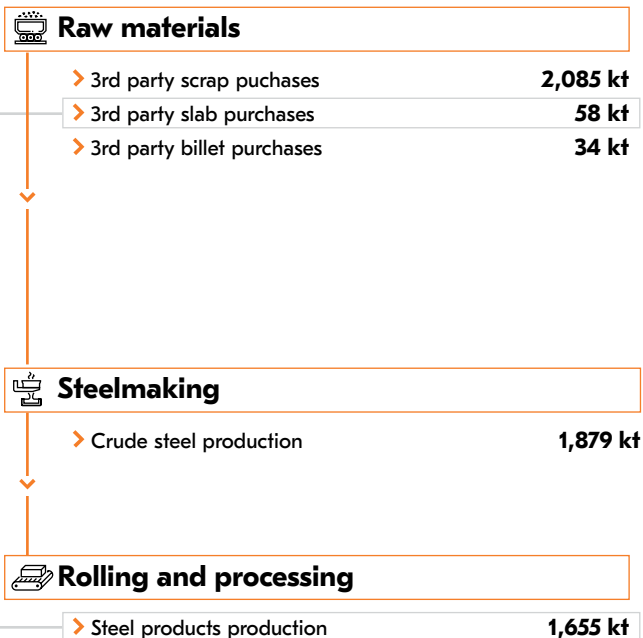 Raw materials
3rd party scrap puchases 2,085 kt
3rd party slab purchases 58 kt
3rd party billet purchases 34 kt
Steelmaking
Crude steel production 1,879 kt
Rolling and processing
Steel products production 1,655 kt